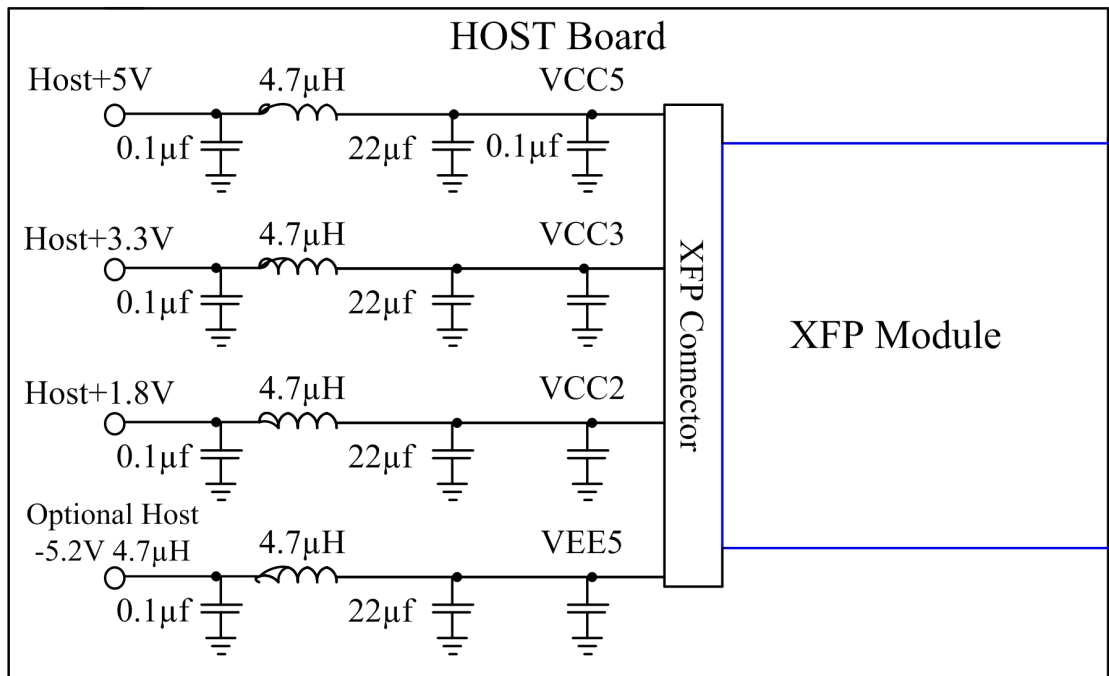 HOST Board
Host+5V 4.7µH VCC5
0.1µf 22µf 0.1µf
Host+3.3V 4.7µH VCC3
0.1µf 22µf
XFP Connector
XFP Module
Host+1.8V 4.7µH VCC2
0.1µf 22µf
Optional Host
-5.2V 4.7µH 4.7µH VEE5
0.1µf 22µf